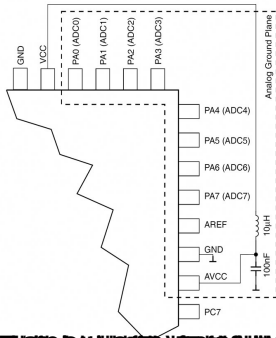 GND
VCC
PA0 (ADC0)
PA1 (ADC1)
PA2 (ADC2)
PA3 (ADC3)
Analog Ground Plane
PA4 (ADC4)
PA5 (ADC5)
PA6 (ADC6)
PA7 (ADC7)
AREF
GND
AVCC
PC7
10μH
100nF